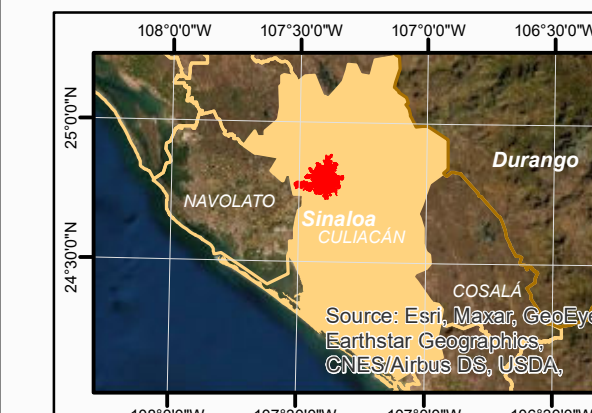 108°0'0"W 107°30'0"W 107°0'0"W 106°30'0"W
25°0'0"N
24°30'0"N
Durango
NAVOLATO
Sinaloa
CULIACÁN
COSALÁ
Source: Esri, Maxar, GeoEye
Earthstar Geographics,
CNES/Airbus DS, USDA,